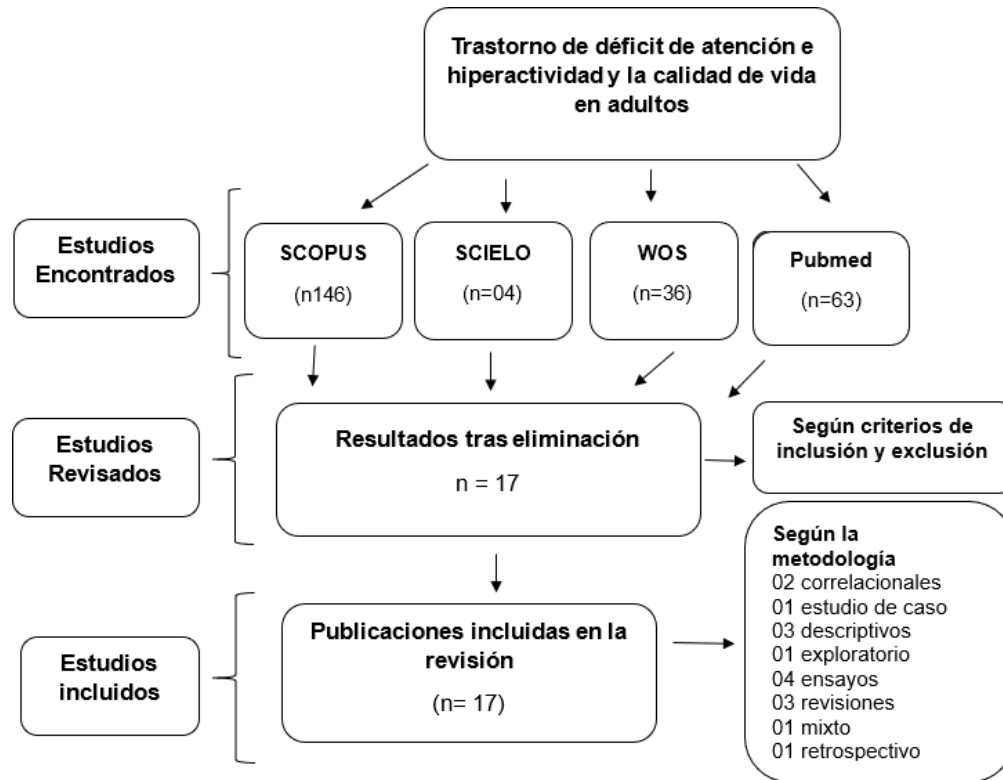 Trastorno de déficit de atención e
hiperactividad y la calidad de vida
en adultos
Estudios
Encontrados
SCOPUS
(n146)
SCIELO
(n=04)
WOS
(n=36)
Pubmed
(n=63)
Estudios
Revisados
Resultados tras eliminación
n = 17
Según criterios de
inclusión y exclusión
Estudios
incluidos
Publicaciones incluidas en la
revisión
(n= 17)
Según la
metodología
02 correlacionales
01 estudio de caso
03 descriptivos
01 exploratorio
04 ensayos
03 revisiones
01 mixto
01 retrospectivo